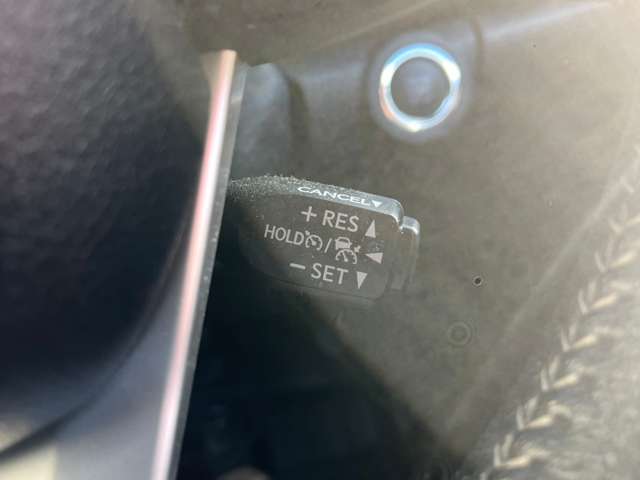 CANCEL▼
+ RES ▲
HOLD / ◀
− SET ▼